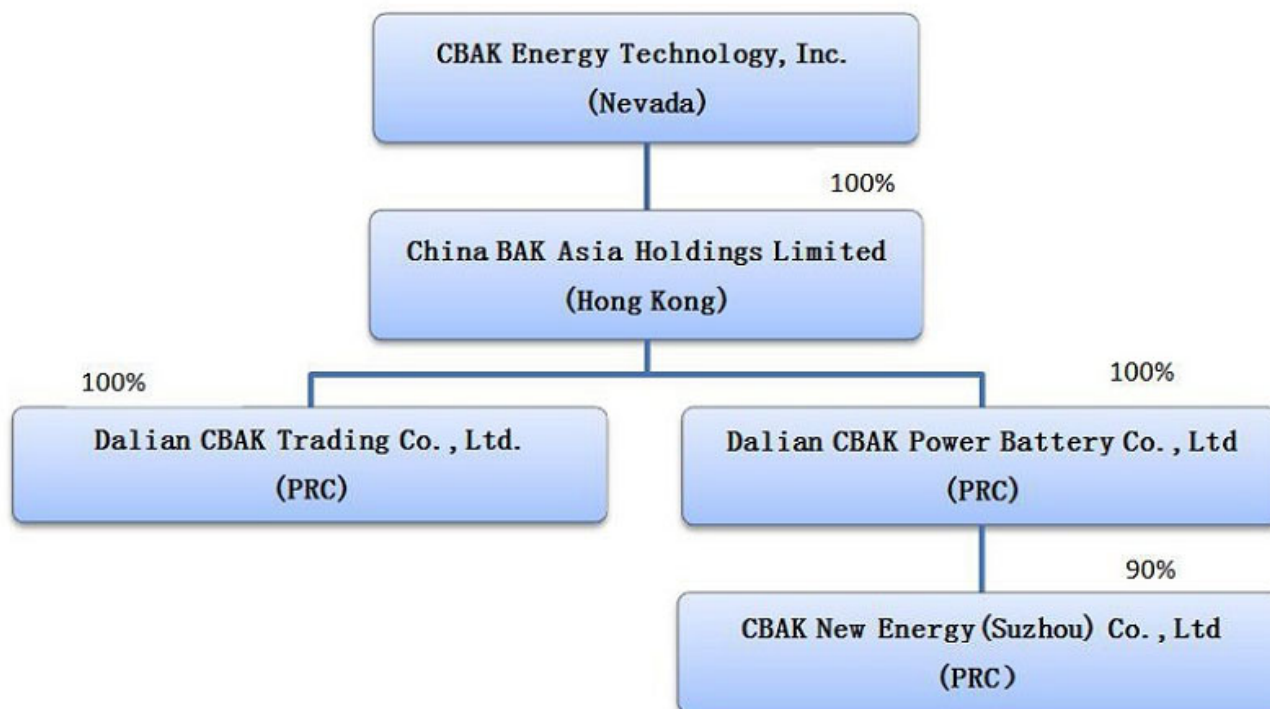 CBAK Energy Technology, Inc.
(Nevada)
100%
China BAK Asia Holdings Limited
(Hong Kong)
100%
100%
Dalian CBAK Trading Co., Ltd.
(PRC)
Dalian CBAK Power Battery Co., Ltd
(PRC)
90%
CBAK New Energy (Suzhou) Co., Ltd
(PRC)